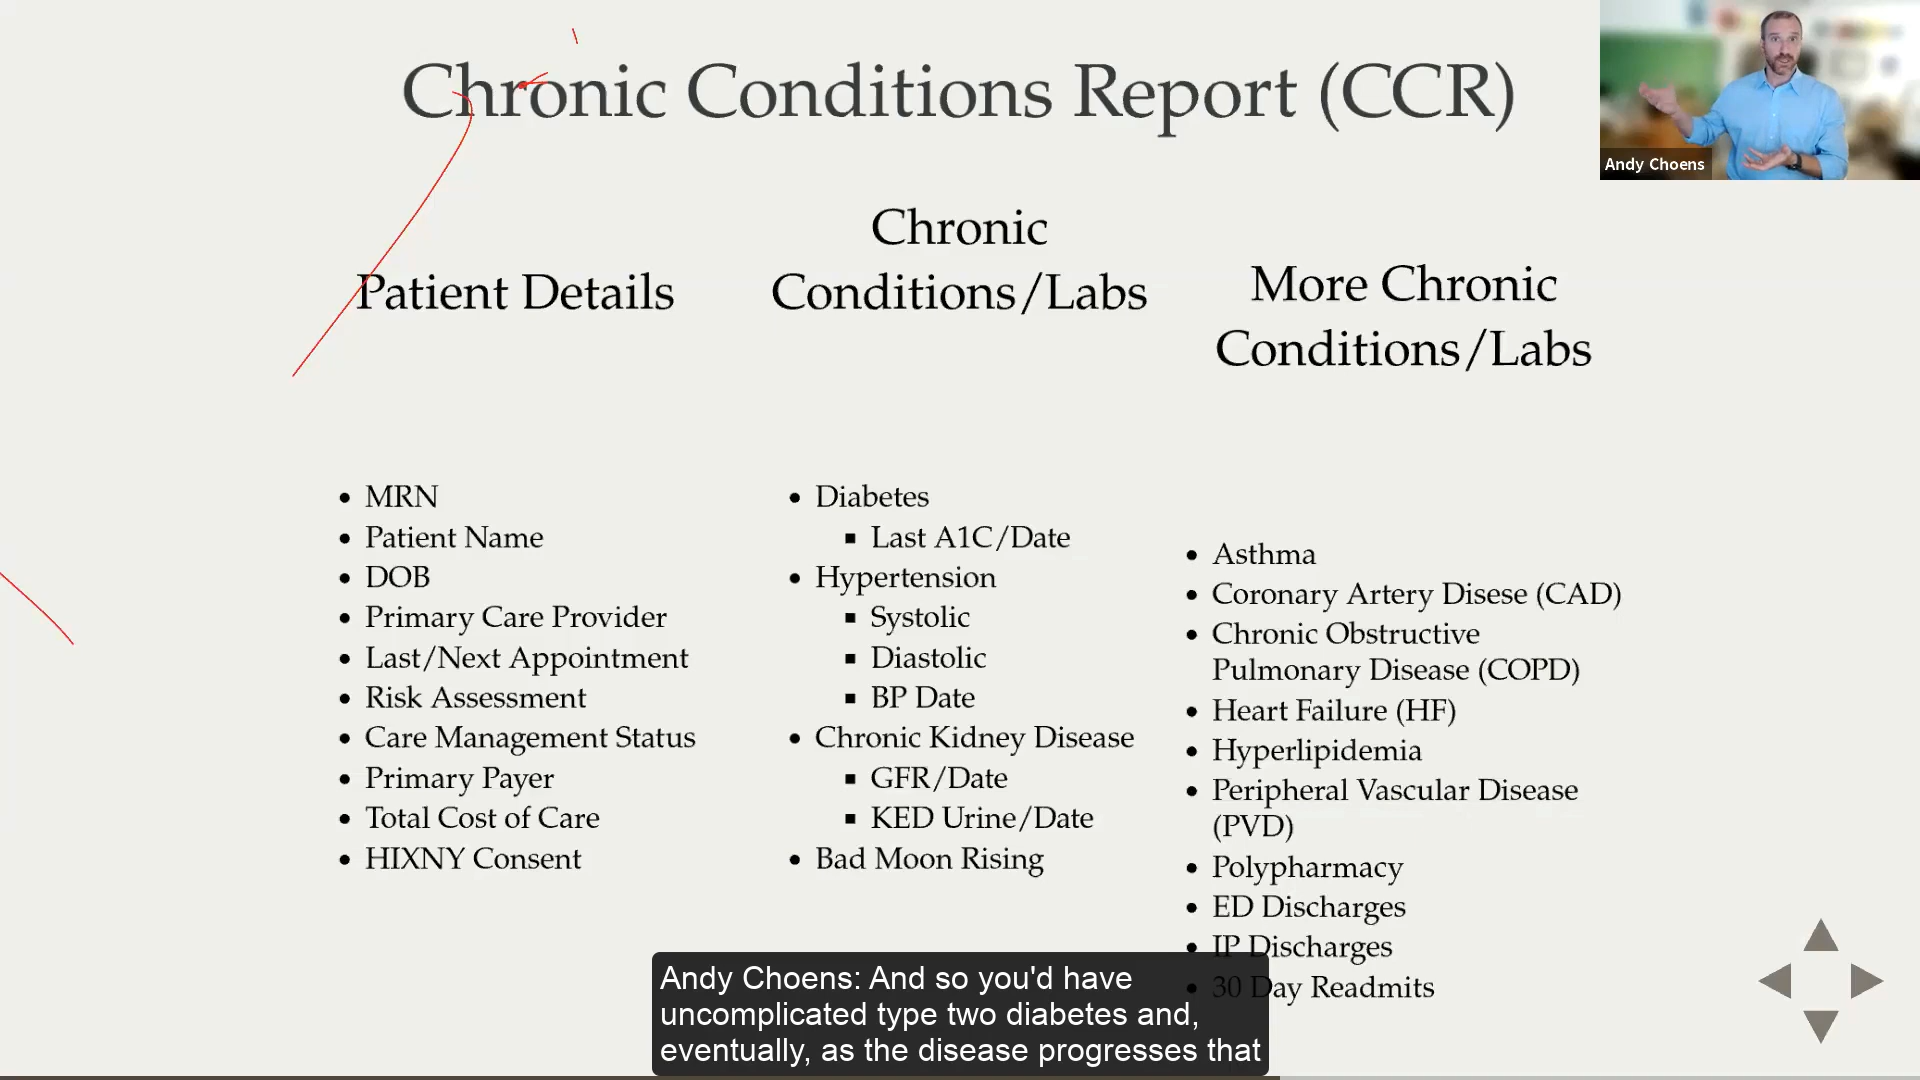 Chronic Conditions Report (CCR)
Andy Choens
Patient Details
Chronic
Conditions/Labs
More Chronic
Conditions/Labs
MRN
Patient Name
DOB
Primary Care Provider
Last/Next Appointment
Risk Assessment
Care Management Status
Primary Payer
Total Cost of Care
HIXNY Consent
Diabetes
Last A1C/Date
Hypertension
Systolic
Diastolic
BP Date
Chronic Kidney Disease
GFR/Date
KED Urine/Date
Bad Moon Rising
Asthma
Coronary Artery Disese (CAD)
Chronic Obstructive
Pulmonary Disease (COPD)
Heart Failure (HF)
Hyperlipidemia
Peripheral Vascular Disease
(PVD)
Polypharmacy
ED Discharges
IP Discharges
30 Day Readmits
Andy Choens: And so you'd have
uncomplicated type two diabetes and,
eventually, as the disease progresses that